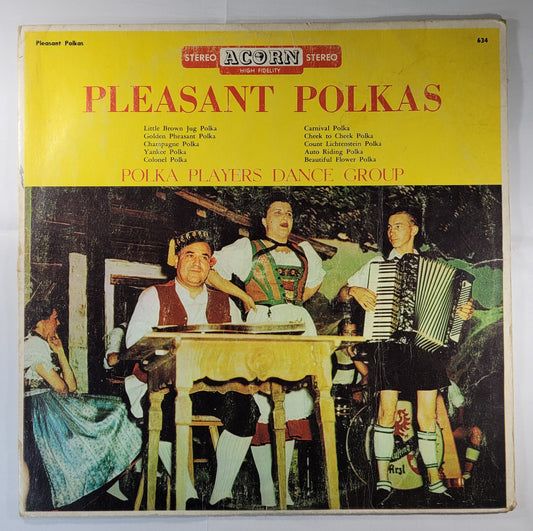 Pleasant Polkas
634
STEREO ACORN STEREO
HIGH FIDELITY
PLEASANT POLKAS
Little Brown Jug Polka
Golden Pheasant Polka
Champagne Polka
Yankee Polka
Colonel Polka
Carnival Polka
Cheek to Cheek Polka
Count Lichtenstein Polka
Auto Riding Polka
Beautiful Flower Polka
POLKA PLAYERS DANCE GROUP